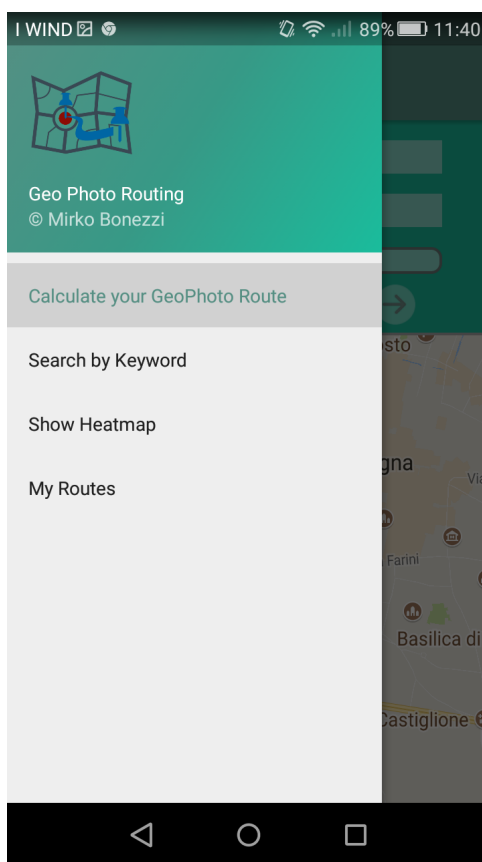 I WIND 89% 11:40
Geo Photo Routing
© Mirko Bonezzi
Calculate your GeoPhoto Route
Search by Keyword
Show Heatmap
My Routes
sto
gna
Via
Farini
Basilica di
Castiglione